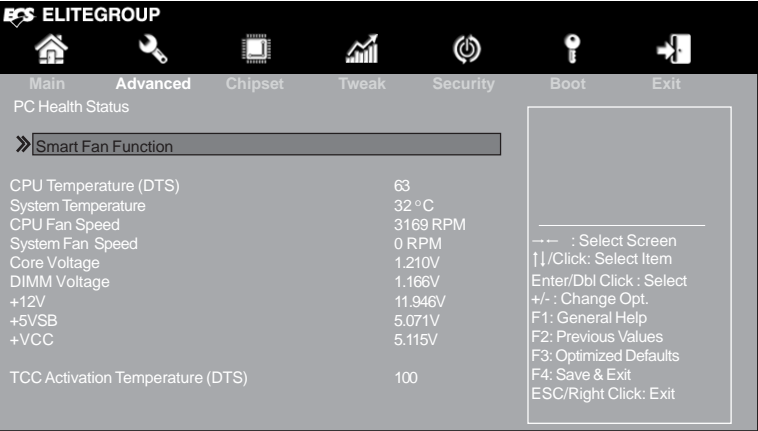 ECS ELITEGROUP
Main Advanced Chipset Tweak Security Boot Exit
PC Health Status
Smart Fan Function
CPU Temperature (DTS) 63
System Temperature 32 °C
CPU Fan Speed 3169 RPM
System Fan Speed 0 RPM
Core Voltage 1.210V
DIMM Voltage 1.166V
+12V 11.946V
+5VSB 5.071V
+VCC 5.115V
TCC Activation Temperature (DTS) 100
→← : Select Screen
↑↓/Click: Select Item
Enter/Dbl Click : Select
+/- : Change Opt.
F1: General Help
F2: Previous Values
F3: Optimized Defaults
F4: Save & Exit
ESC/Right Click: Exit